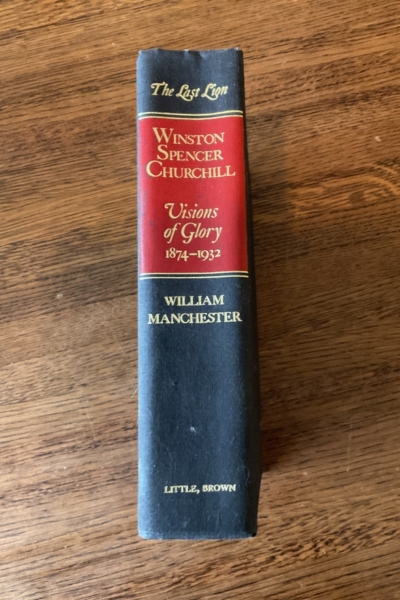 The Last Lion
WINSTON
SPENCER
CHURCHILL
Visions
of Glory
1874–1932
WILLIAM
MANCHESTER
LITTLE, BROWN